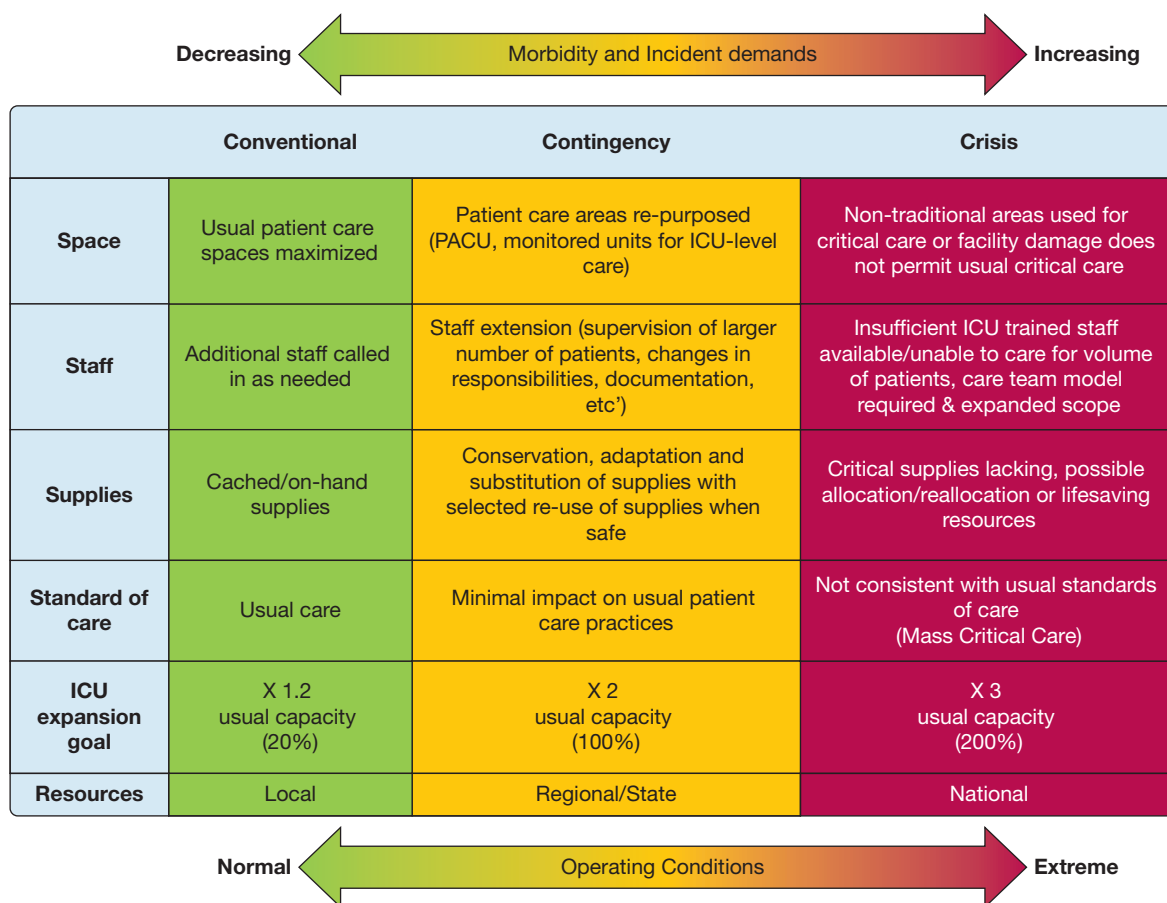 Decreasing
Morbidity and Incident demands
Increasing
Conventional
Contingency
Crisis
Space
Usual patient care
spaces maximized
Patient care areas re-purposed
(PACU, monitored units for ICU-level
care)
Non-traditional areas used for
critical care or facility damage does
not permit usual critical care
Staff
Additional staff called
in as needed
Staff extension (supervision of larger
number of patients, changes in
responsibilities, documentation,
etc’)
Insufficient ICU trained staff
available/unable to care for volume
of patients, care team model
required & expanded scope
Supplies
Cached/on-hand
supplies
Conservation, adaptation and
substitution of supplies with
selected re-use of supplies when
safe
Critical supplies lacking, possible
allocation/reallocation or lifesaving
resources
Standard of
care
Usual care
Minimal impact on usual patient
care practices
Not consistent with usual standards
of care
(Mass Critical Care)
ICU
expansion
goal
X 1.2
usual capacity
(20%)
X 2
usual capacity
(100%)
X 3
usual capacity
(200%)
Resources
Local
Regional/State
National
Normal
Operating Conditions
Extreme